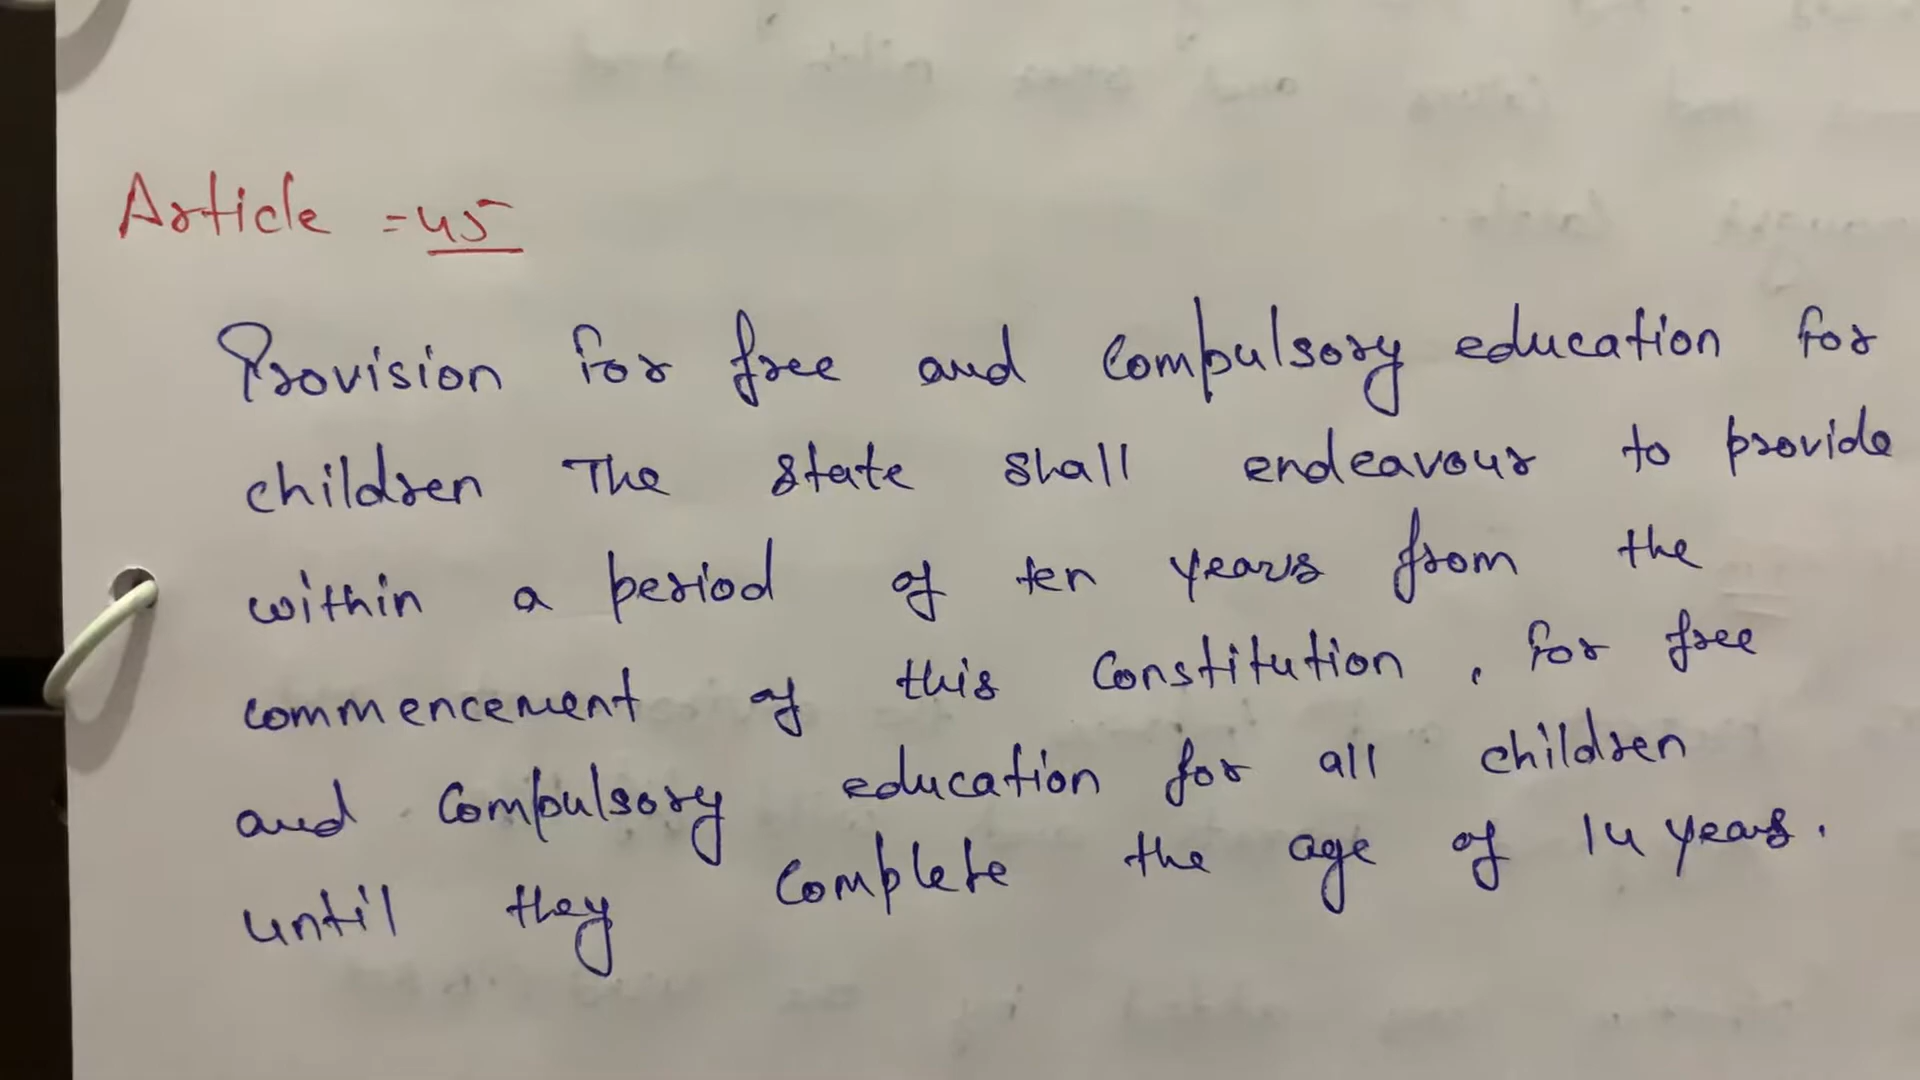 Article = 45
Provision for free and compulsory education for
children The state shall endeavour to provide
within a period of ten years from the
commencement of this Constitution, for free
and compulsory education for all children
until they complete the age of 14 years.